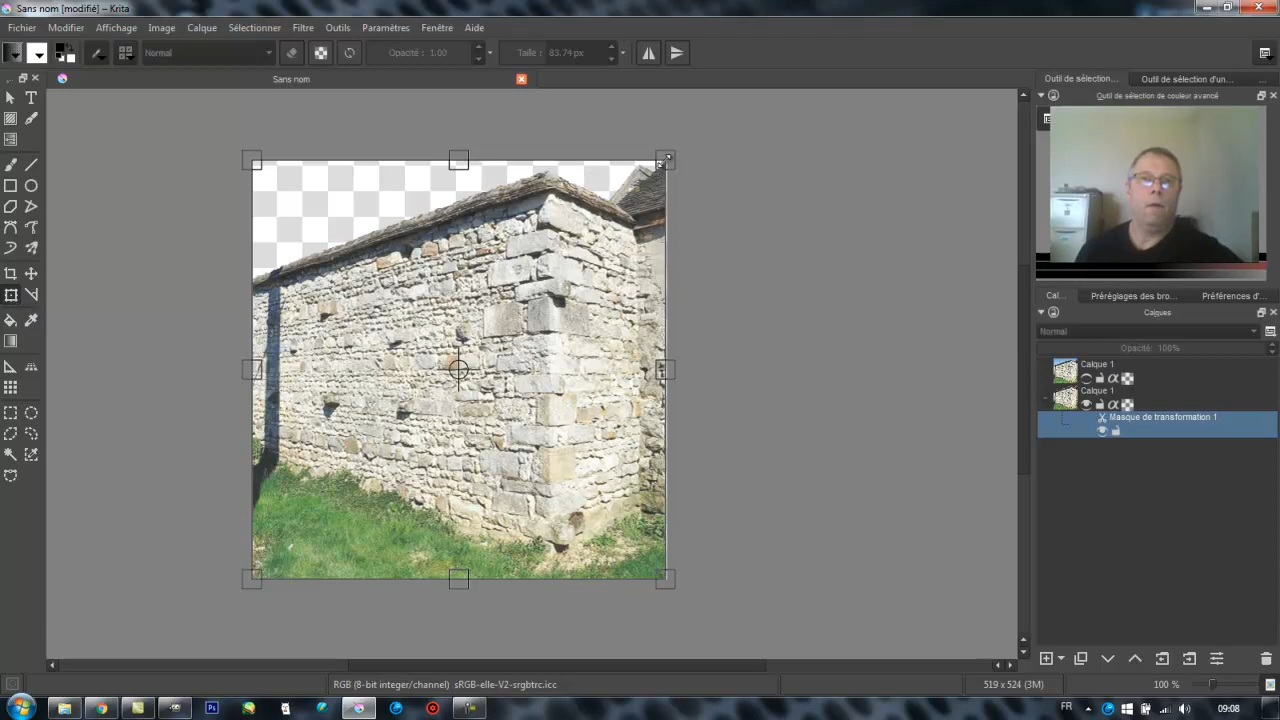 Sans nom [modifié] – Krita
Fichier Modifier Affichage Image Calque Sélectionner Filtre Outils Paramètres Fenêtre Aide
Normal Opacité : 1.00 Taille : 83.74 px
Sans nom
Outil de sélection... Outil de sélection d'un... ...
Outil de sélection de couleur avancé
Cal... Préréglages des bro... Préférences d'...
Calques
Normal
Opacité: 100%
Calque 1
Calque 1
Masque de transformation 1
RGB (8-bit integer/channel) sRGB-elle-V2-srgbtrc.icc
519 x 524 (3M)
100 %
FR
09:08